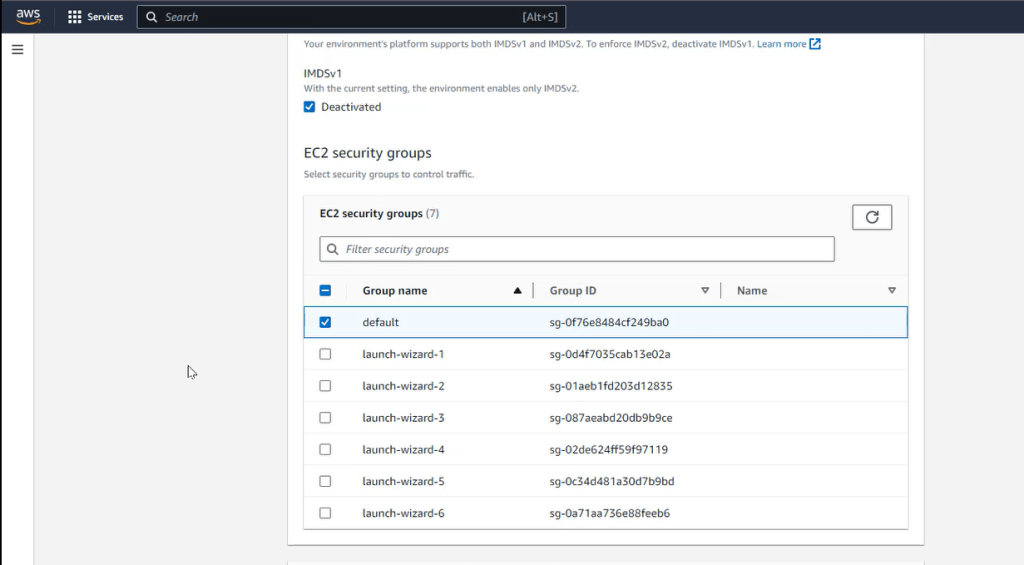 aws
Services
Search
[Alt+S]
Your environment's platform supports both IMDSv1 and IMDSv2. To enforce IMDSv2, deactivate IMDSv1. Learn more
IMDSv1
With the current setting, the environment enables only IMDSv2.
Deactivated
EC2 security groups
Select security groups to control traffic.
EC2 security groups (7)
Filter security groups
Group name Group ID Name
default sg-0f76e8484cf249ba0
launch-wizard-1 sg-0d4f7035cab13e02a
launch-wizard-2 sg-01aeb1fd203d12835
launch-wizard-3 sg-087aeabd20db9b9ce
launch-wizard-4 sg-02de624ff59f97119
launch-wizard-5 sg-0c34d481a30d7b9bd
launch-wizard-6 sg-0a71aa736e88feeb6